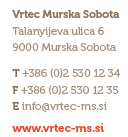 Vrtec Murska Sobota
Talanyijeva ulica 6
9000 Murska Sobota
T +386 (0)2 530 12 34
F +386 (0)2 530 12 35
E info@vrtec-ms.si
www.vrtec-ms.si